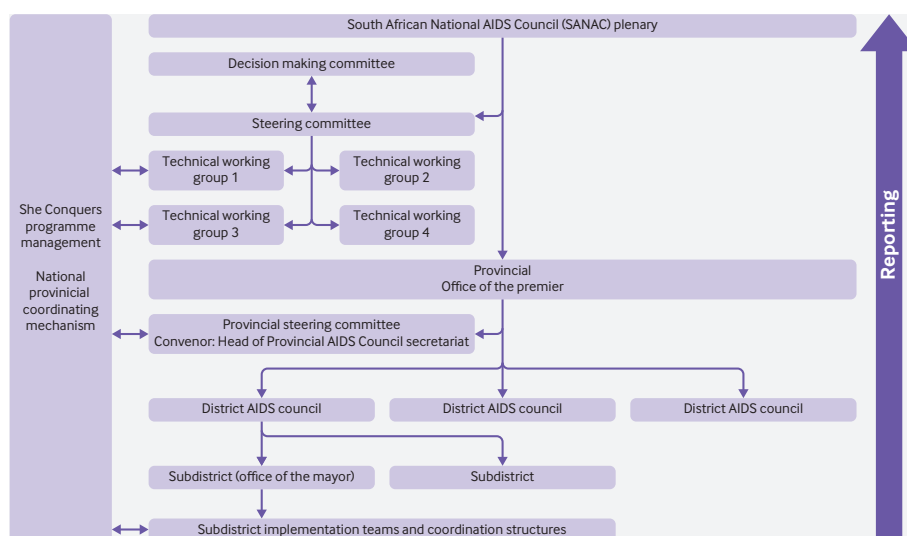 South African National AIDS Council (SANAC) plenary
Decision making committee
Steering committee
Technical working
group 1
Technical working
group 2
Technical working
group 3
Technical working
group 4
She Conquers
programme
management
National
provinicial
coordinating
mechanism
Provincial
Office of the premier
Provincial steering committee
Convenor: Head of Provincial AIDS Council secretariat
District AIDS council
District AIDS council
District AIDS council
Subdistrict (office of the mayor)
Subdistrict
Subdistrict implementation teams and coordination structures
Reporting